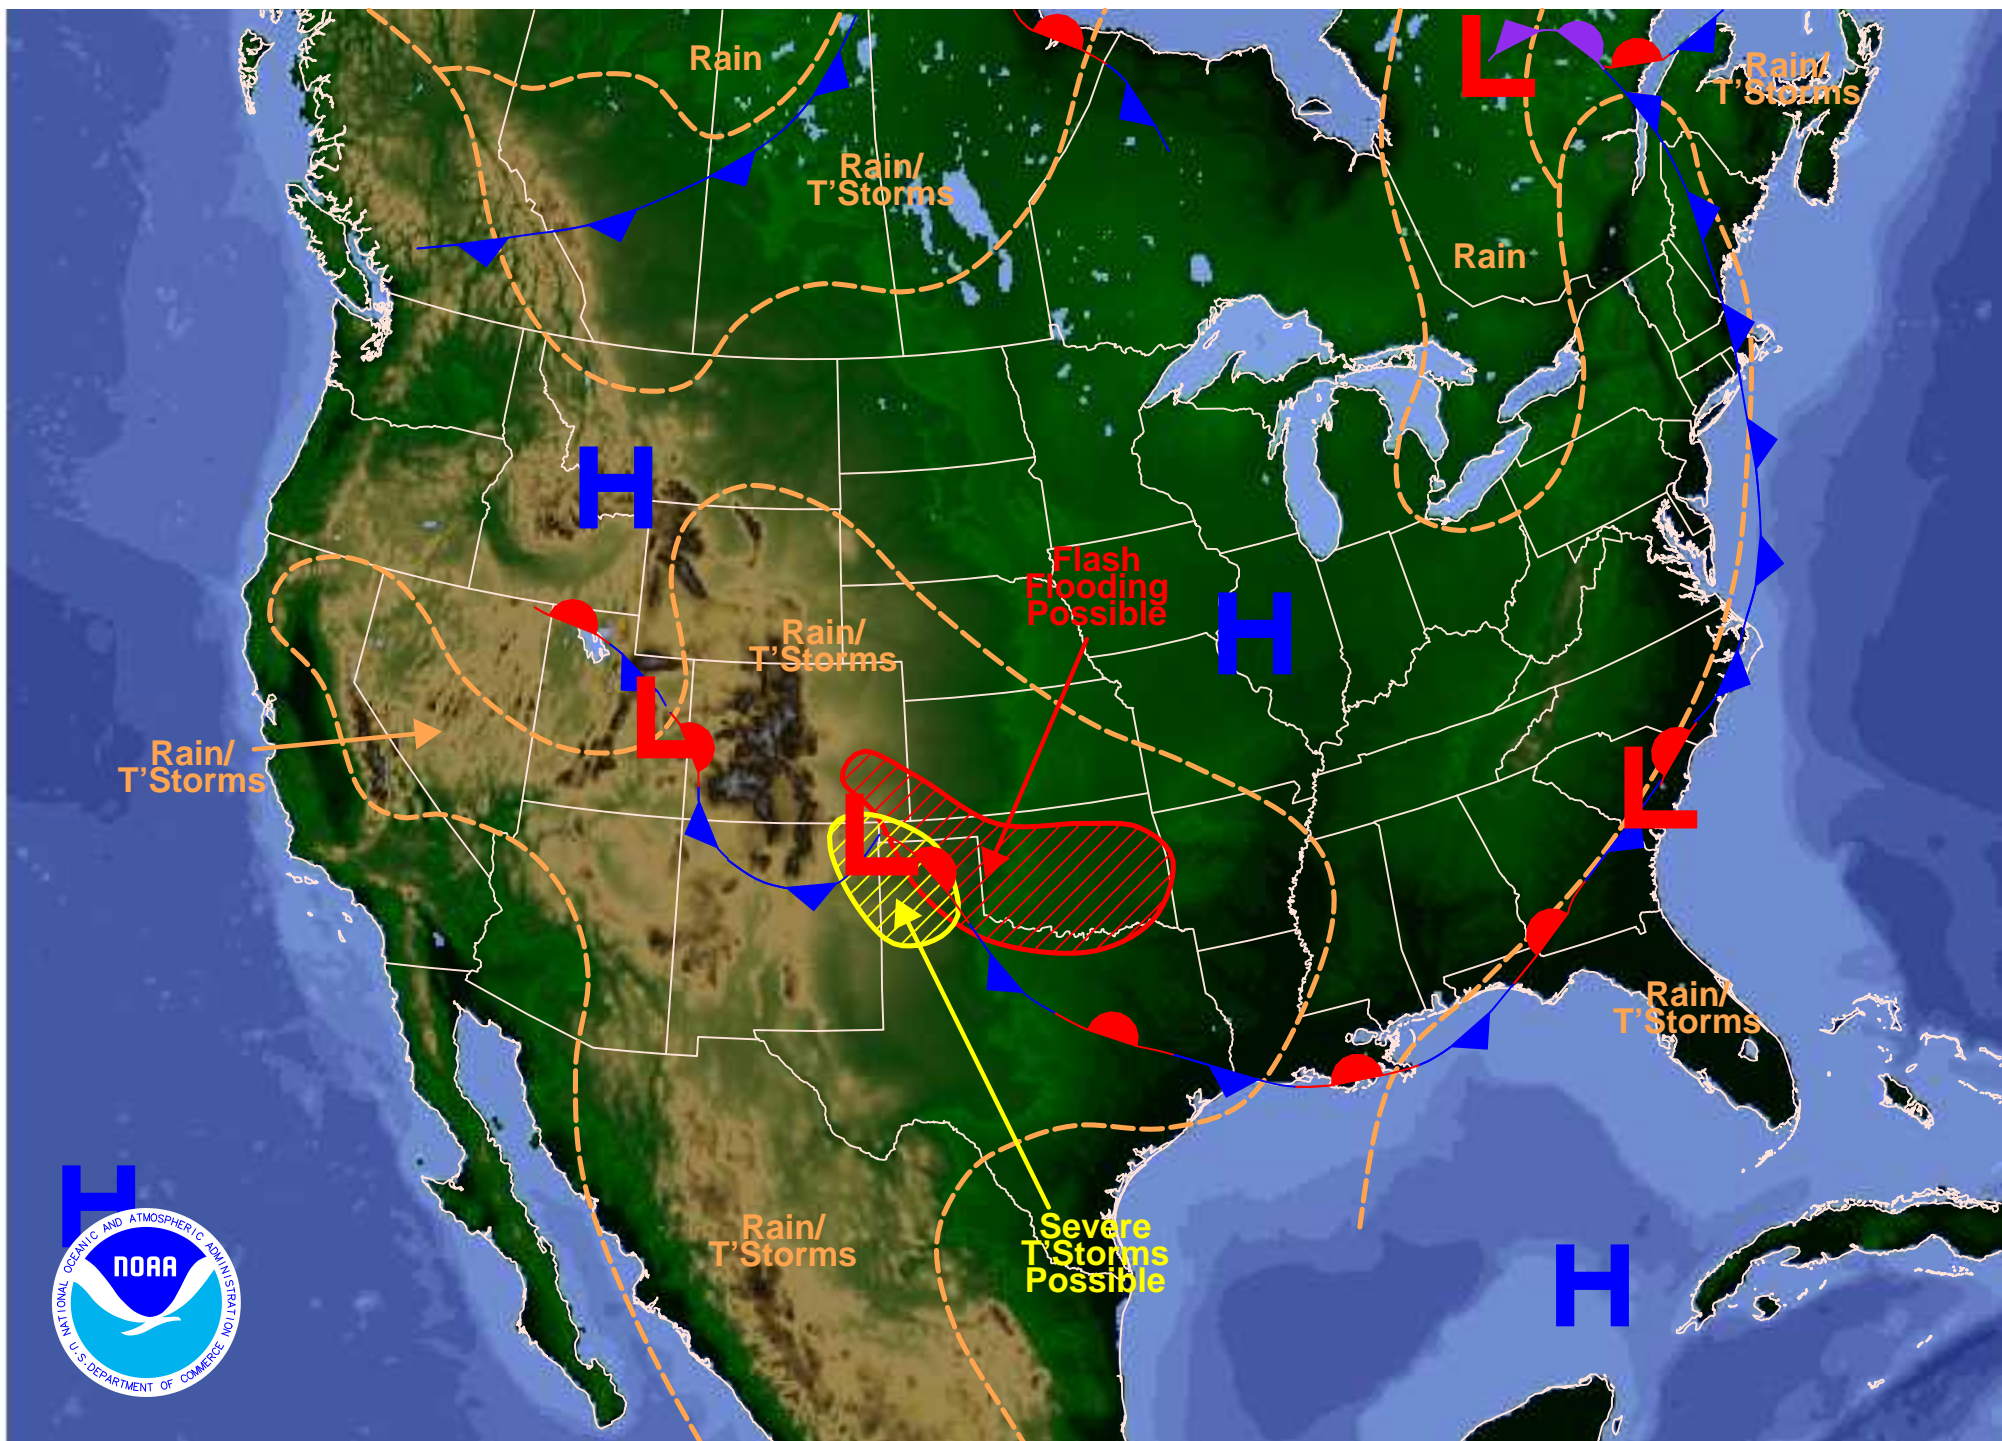 Rain
Rain/
T'Storms
Rain/
T'Storms
L
Rain
H
Flash
Flooding
Possible
H
Rain/
T'Storms
L
Rain/
T'Storms
L
L
Rain/
T'Storms
H
Rain/
T'Storms
Severe
T'Storms
Possible
H
NATIONAL OCEANIC AND ATMOSPHERIC ADMINISTRATION
NOAA
U.S. DEPARTMENT OF COMMERCE